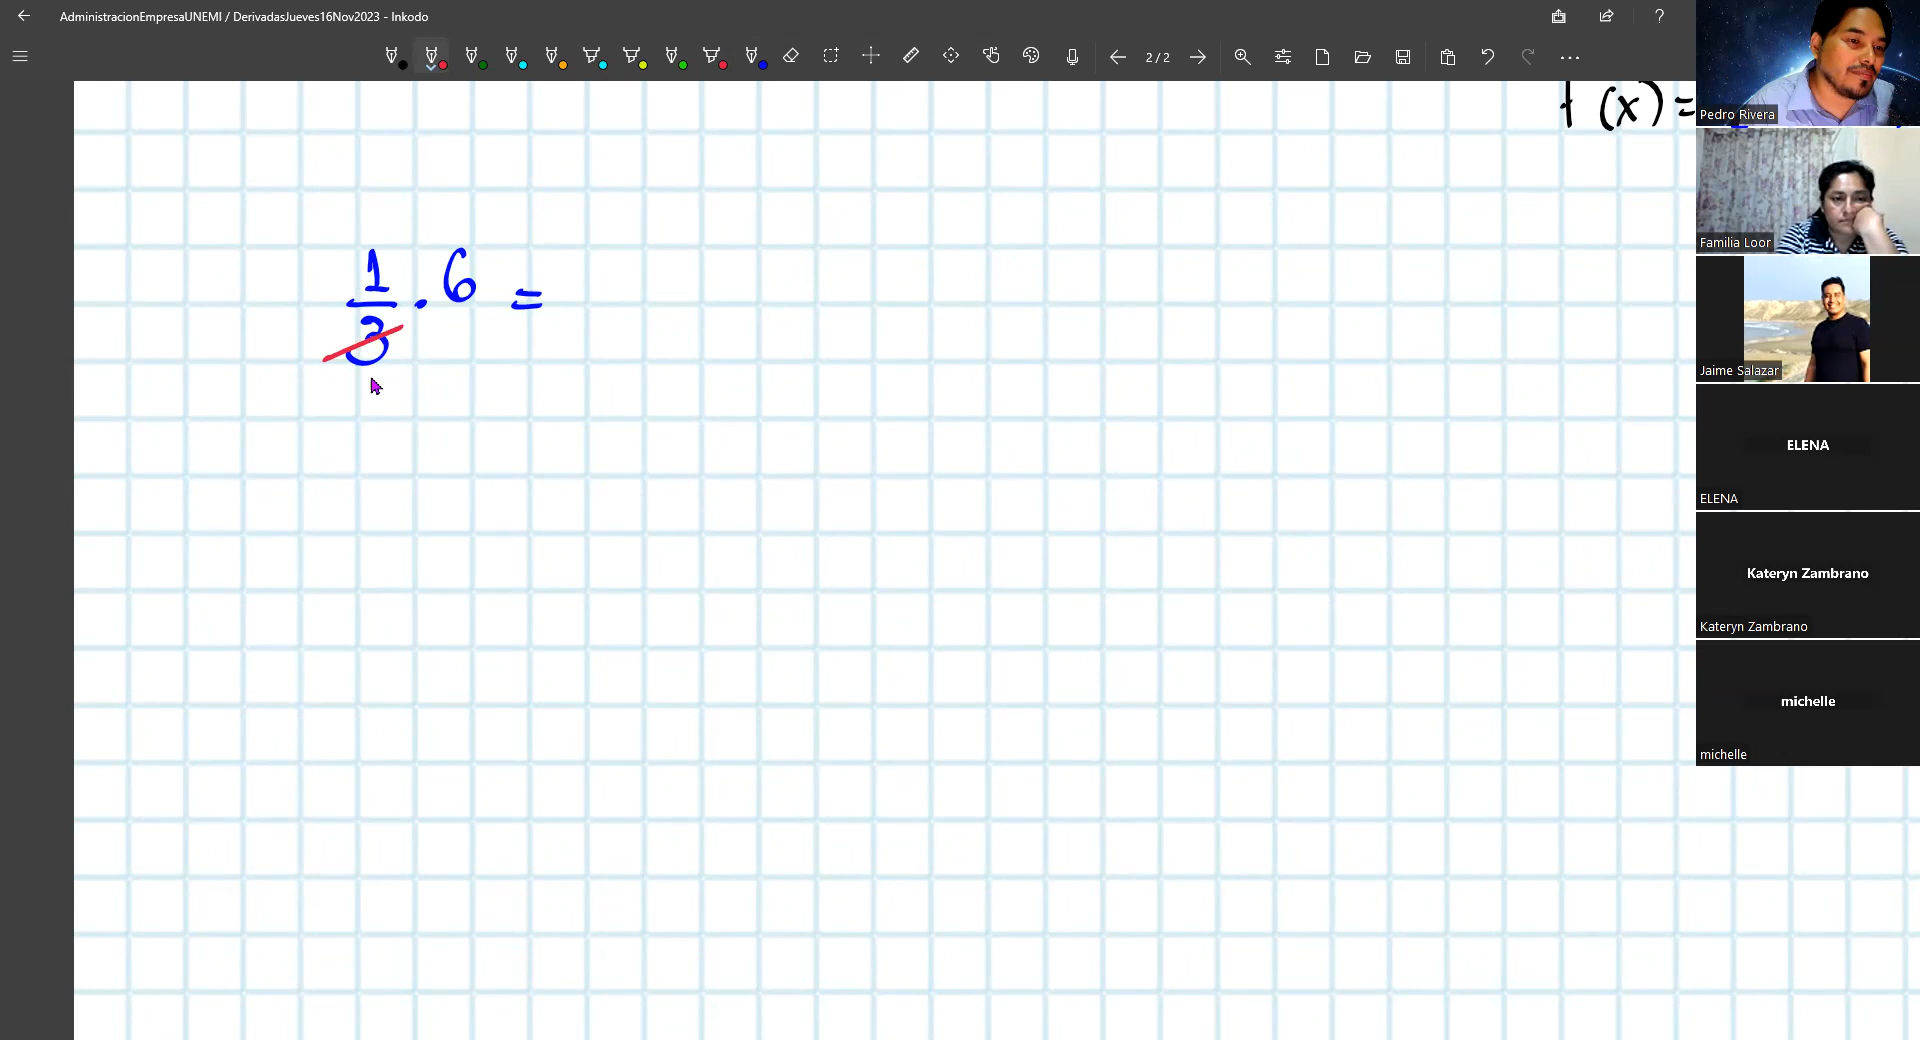 AdministracionEmpresaUNEMI / DerivadasJueves16Nov2023 - Inkodo
?
2 / 2
f (x) =
Pedro Rivera
Familia Loor
Jaime Salazar
ELENA
ELENA
Kateryn Zambrano
Kateryn Zambrano
michelle
michelle
1/3 . 6 =